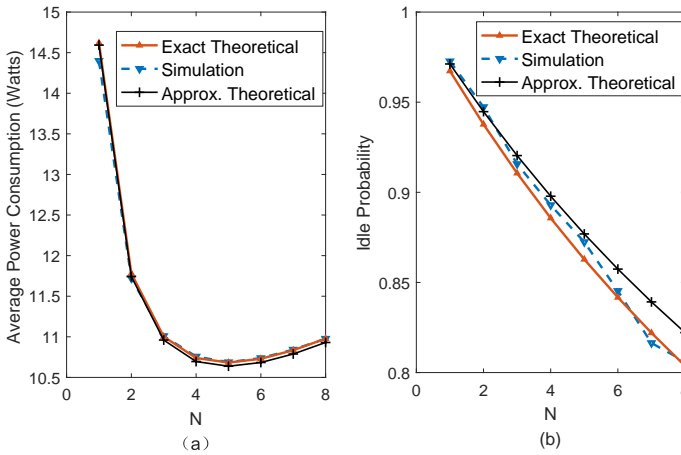 15
14.5
14
13.5
13
12.5
12
11.5
11
10.5
0
2
4
6
8
Average Power Consumption (Watts)
N
Exact Theoretical
Simulation
Approx. Theoretical
（a）
1
0.95
0.9
0.85
0.8
0
2
4
6
Idle Probability
N
Exact Theoretical
Simulation
Approx. Theoretical
(b)